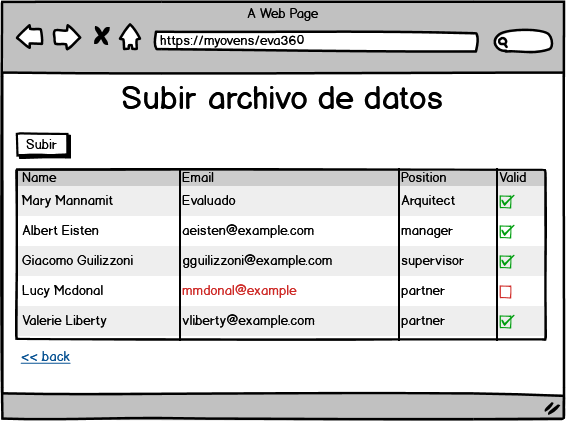 A Web Page
https://myovens/eva360
Subir archivo de datos
Subir
Name Email Position Valid
Mary Mannamit Evaluado Arquitect
Albert Eisten aeisten@example.com manager
Giacomo Guilizzoni gguilizzoni@example.com supervisor
Lucy Mcdonal mmdonal@example partner
Valerie Liberty vliberty@example.com partner
<< back